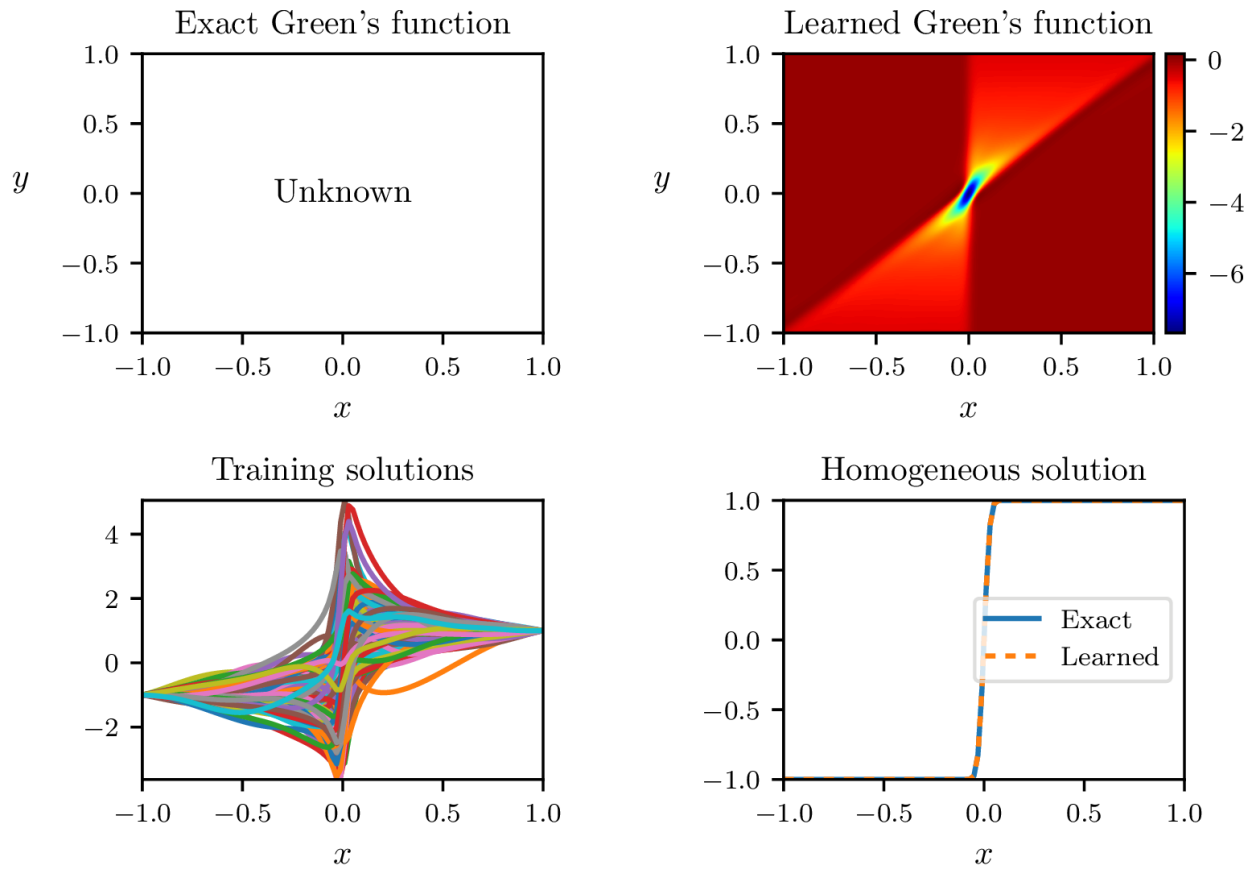 Exact Green's function
1.0
0.5
y
0.0
Unknown
−0.5
−1.0
−1.0 −0.5 0.0 0.5 1.0
x
Learned Green's function
1.0
0.5
y
0.0
−0.5
−1.0
−1.0 −0.5 0.0 0.5 1.0
x
0
−2
−4
−6
Training solutions
4
2
0
−2
−1.0 −0.5 0.0 0.5 1.0
x
Homogeneous solution
1.0
0.5
0.0
−0.5
−1.0
Exact
Learned
−1.0 −0.5 0.0 0.5 1.0
x